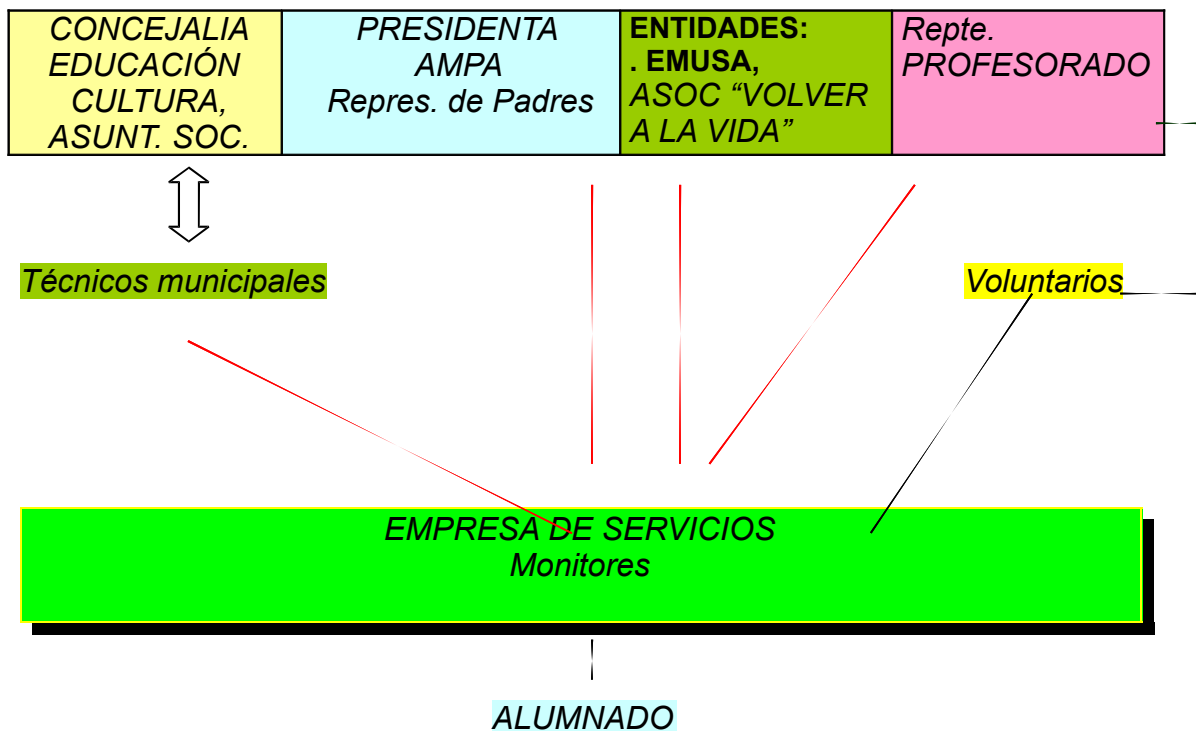 CONCEJALIA
EDUCACIÓN
CULTURA,
ASUNT. SOC.
PRESIDENTA
AMPA
Repres. de Padres
ENTIDADES:
. EMUSA,
ASOC “VOLVER
A LA VIDA”
Repte.
PROFESORADO
Técnicos municipales
Voluntarios
EMPRESA DE SERVICIOS
Monitores
ALUMNADO